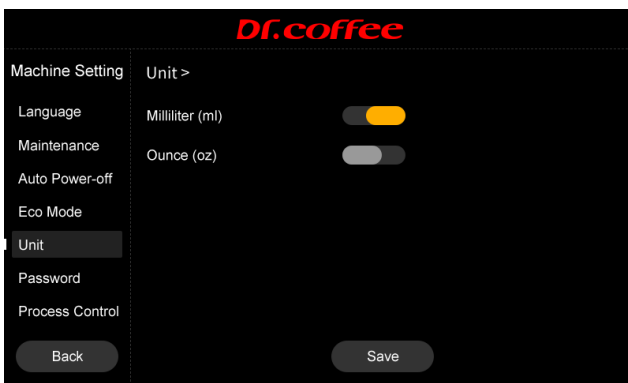 Dr.coffee
Machine Setting
Language
Maintenance
Auto Power-off
Eco Mode
Unit
Password
Process Control
Back
Unit >
Milliliter (ml)
Ounce (oz)
Save